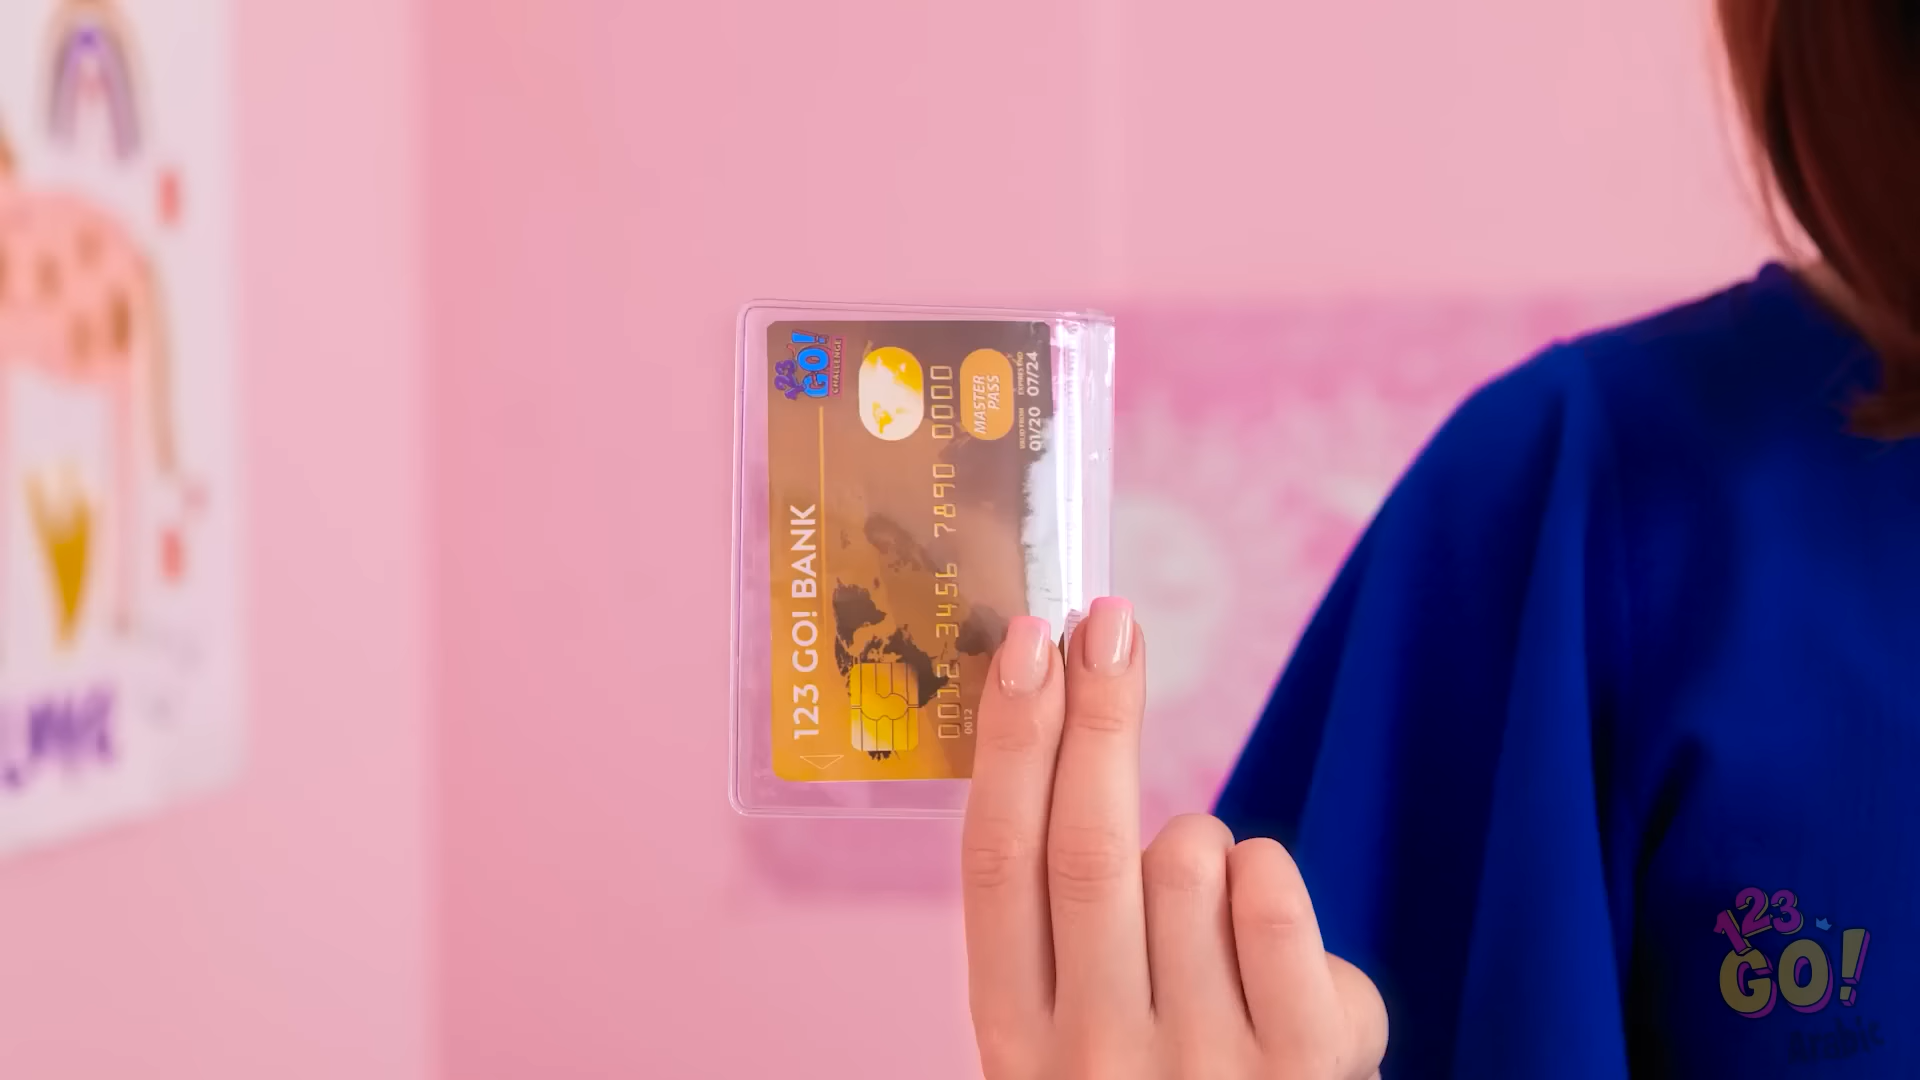 123 GO! BANK
123
GO!
CHALLENGE
0012 3456 7890 0000
0012
MASTER
PASS
VALID FROM
01/20
EXPIRES END
07/24
123
GO!
Arabic